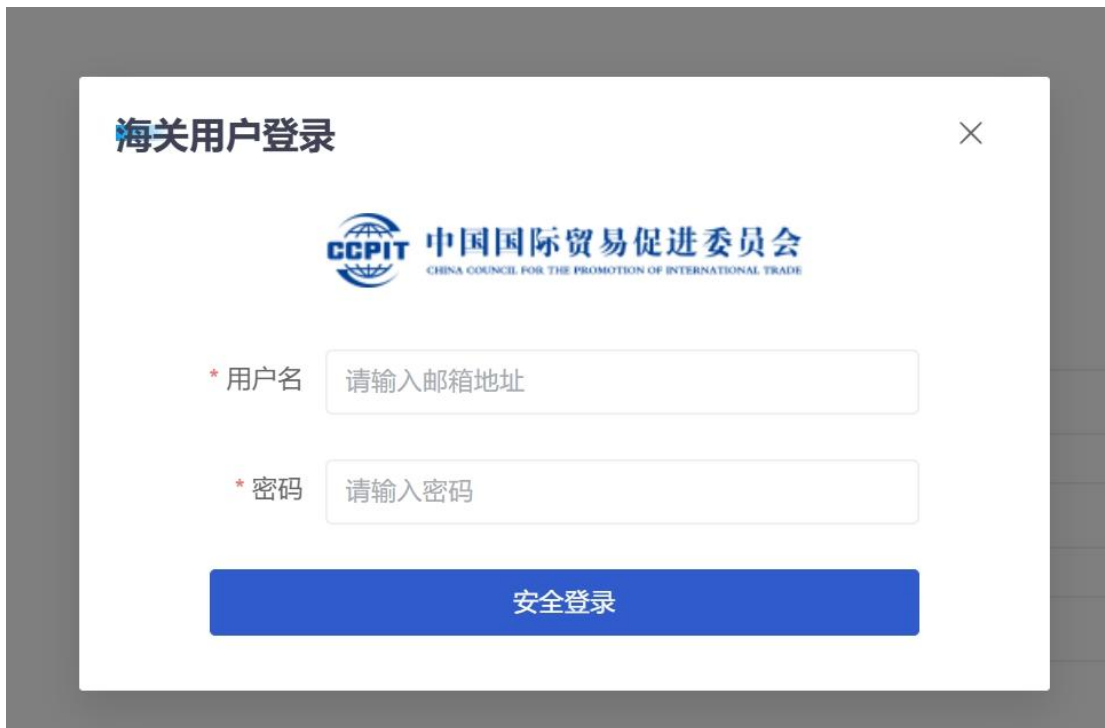 海关用户登录
CCPIT 中国国际贸易促进委员会
CHINA COUNCIL FOR THE PROMOTION OF INTERNATIONAL TRADE
* 用户名 请输入邮箱地址
* 密码 请输入密码
安全登录